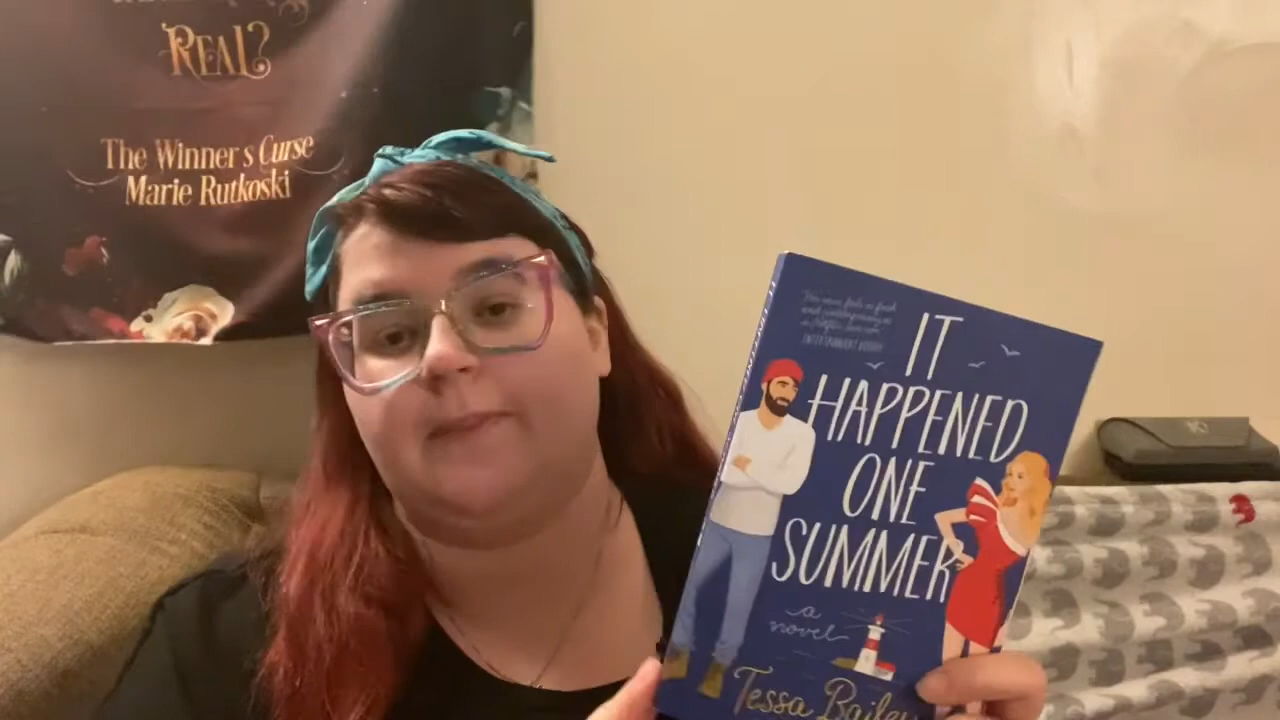 REAL?
The Winner's Curse
Marie Rutkoski
IT
HAPPENED
ONE
SUMMER
a
novel
Tessa Bailey